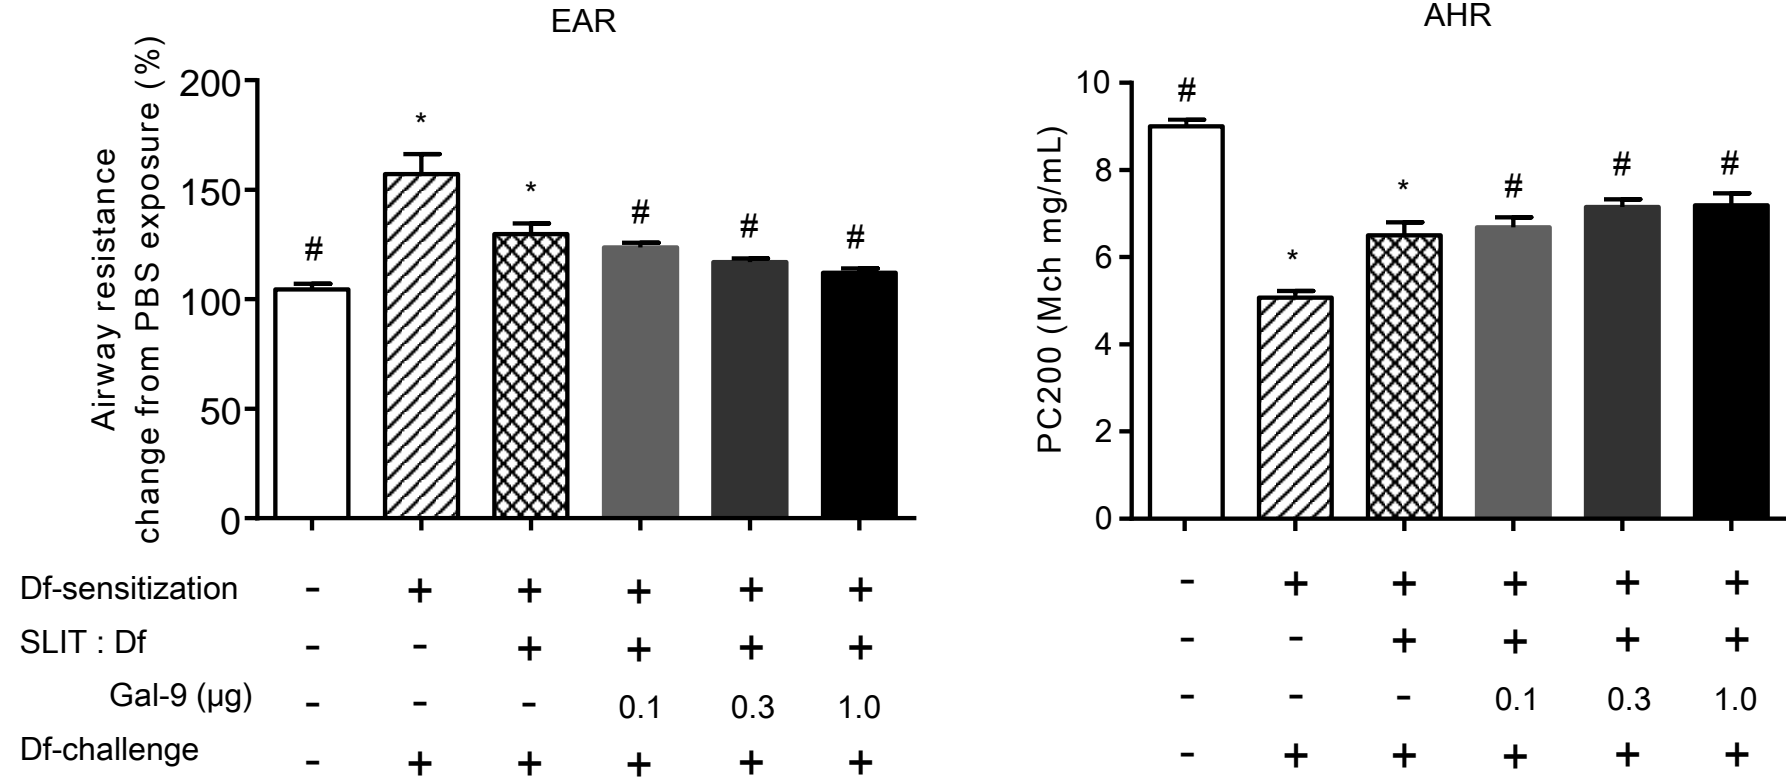 EAR
Airway resistance
change from PBS exposure (%)
200
150
100
50
0
# * * # # #
Df-sensitization - + + + + +
SLIT : Df - - + + + +
Gal-9 (µg) - - - 0.1 0.3 1.0
Df-challenge - + + + + +
AHR
PC200 (Mch mg/mL)
10
8
6
4
2
0
# * * # # #
- + + + + +
- - + + + +
- - - 0.1 0.3 1.0
- + + + + +